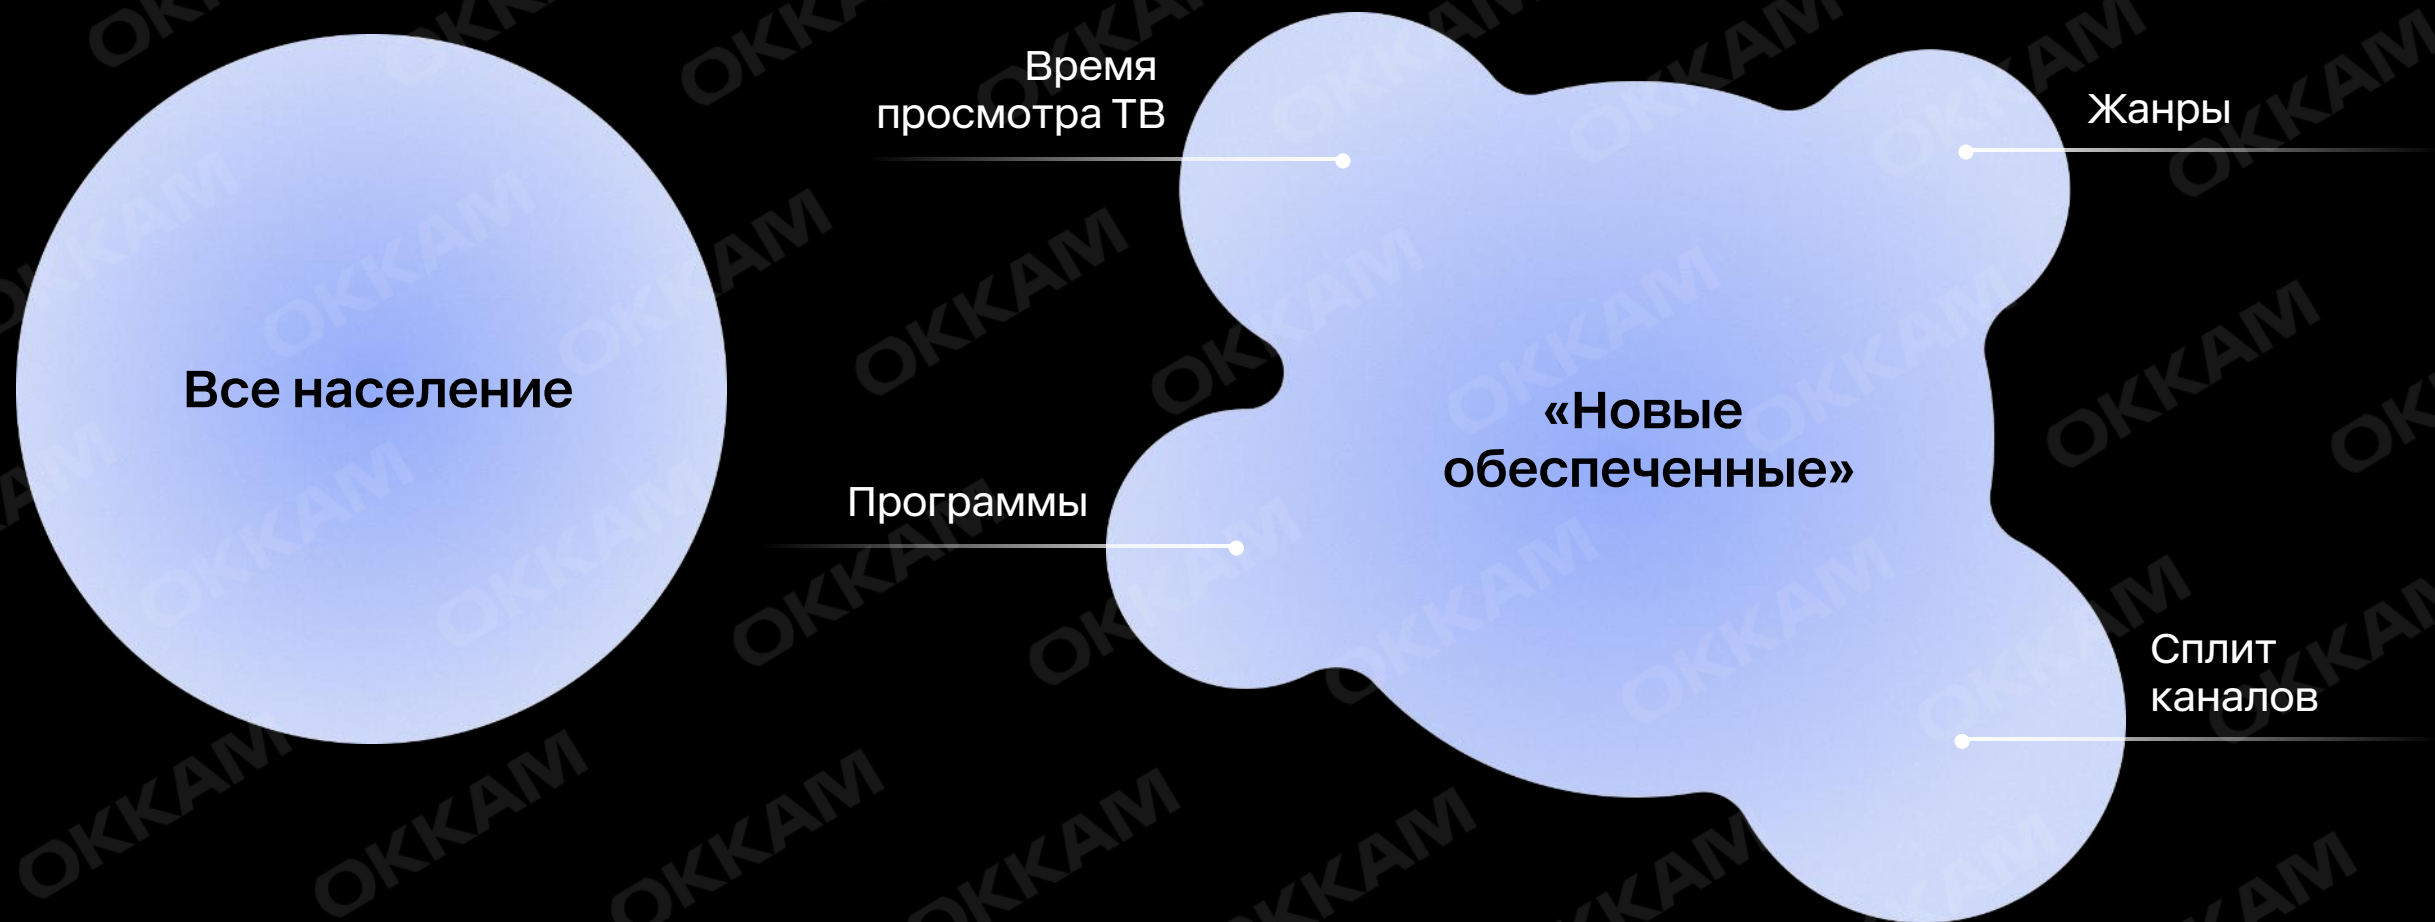 Все население
Время
просмотра ТВ
Жанры
«Новые
обеспеченные»
Программы
Сплит
каналов
OKKAM